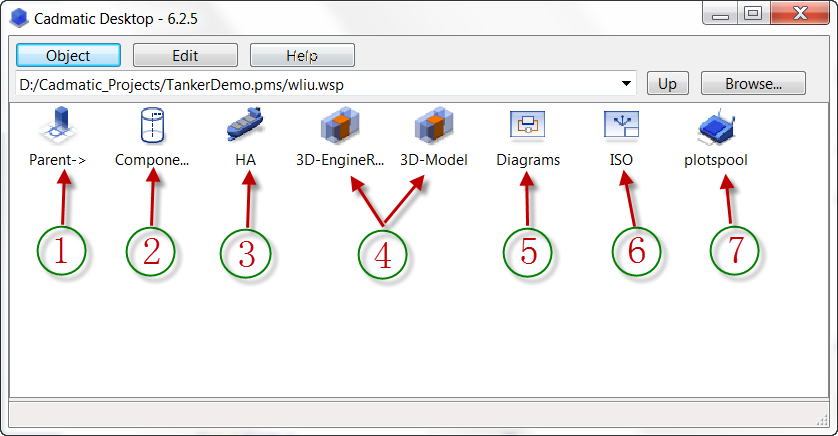 Cadmatic Desktop - 6.2.5
Object Edit Help
D:/Cadmatic_Projects/TankerDemo.pms/wliu.wsp Up Browse...
Parent-> Compone... HA 3D-EngineR... 3D-Model Diagrams ISO plotspool
1 2 3 4 5 6 7